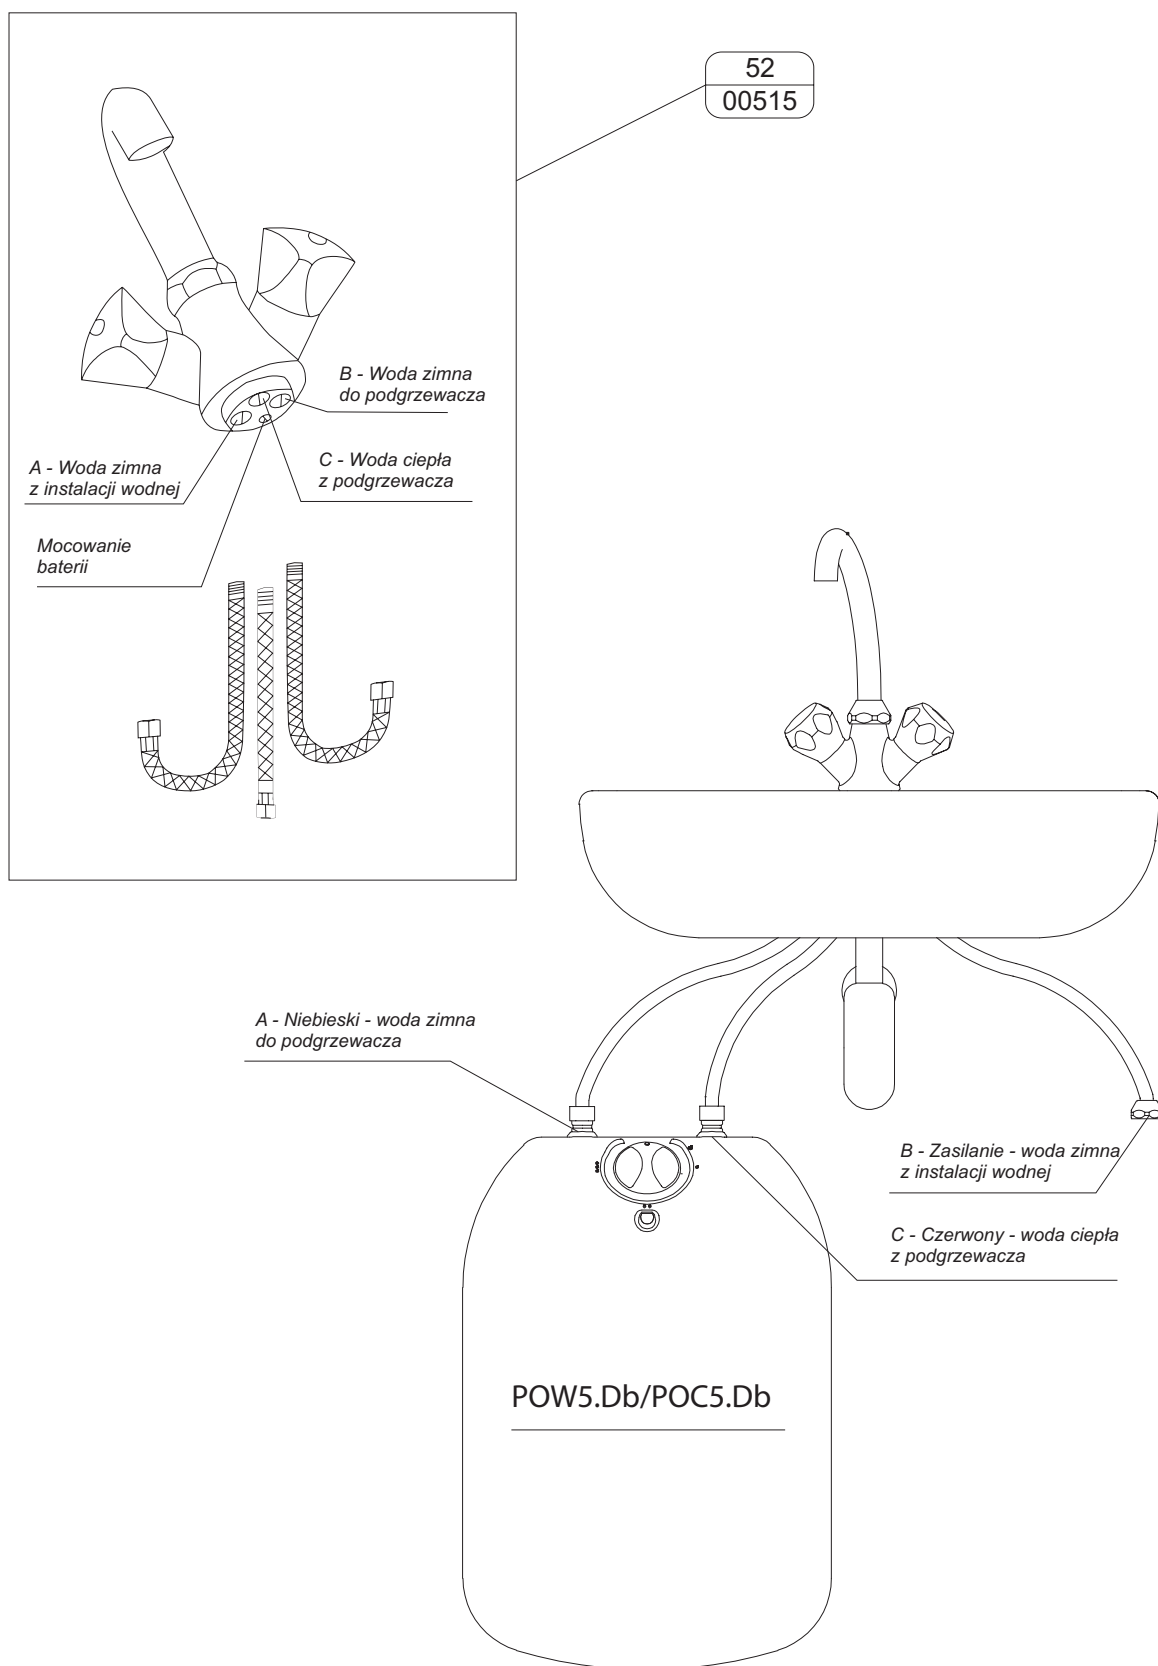 52
00515
B - Woda zimna
do podgrzewacza
A - Woda zimna
z instalacji wodnej
C - Woda ciepła
z podgrzewacza
Mocowanie
baterii
A - Niebieski - woda zimna
do podgrzewacza
B - Zasilanie - woda zimna
z instalacji wodnej
C - Czerwony - woda ciepła
z podgrzewacza
POW5.Db/POC5.Db